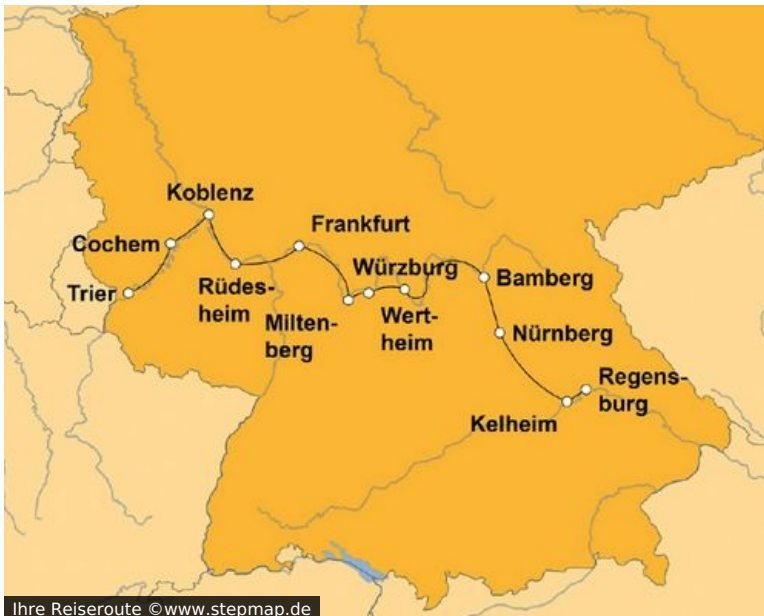 Koblenz
Frankfurt
Cochem
Würzburg
Bamberg
Trier
Rüdes-
heim
Milten-
berg
Wert-
heim
Nürnberg
Regens-
burg
Kelheim
Ihre Reiseroute ©www.stepmap.de